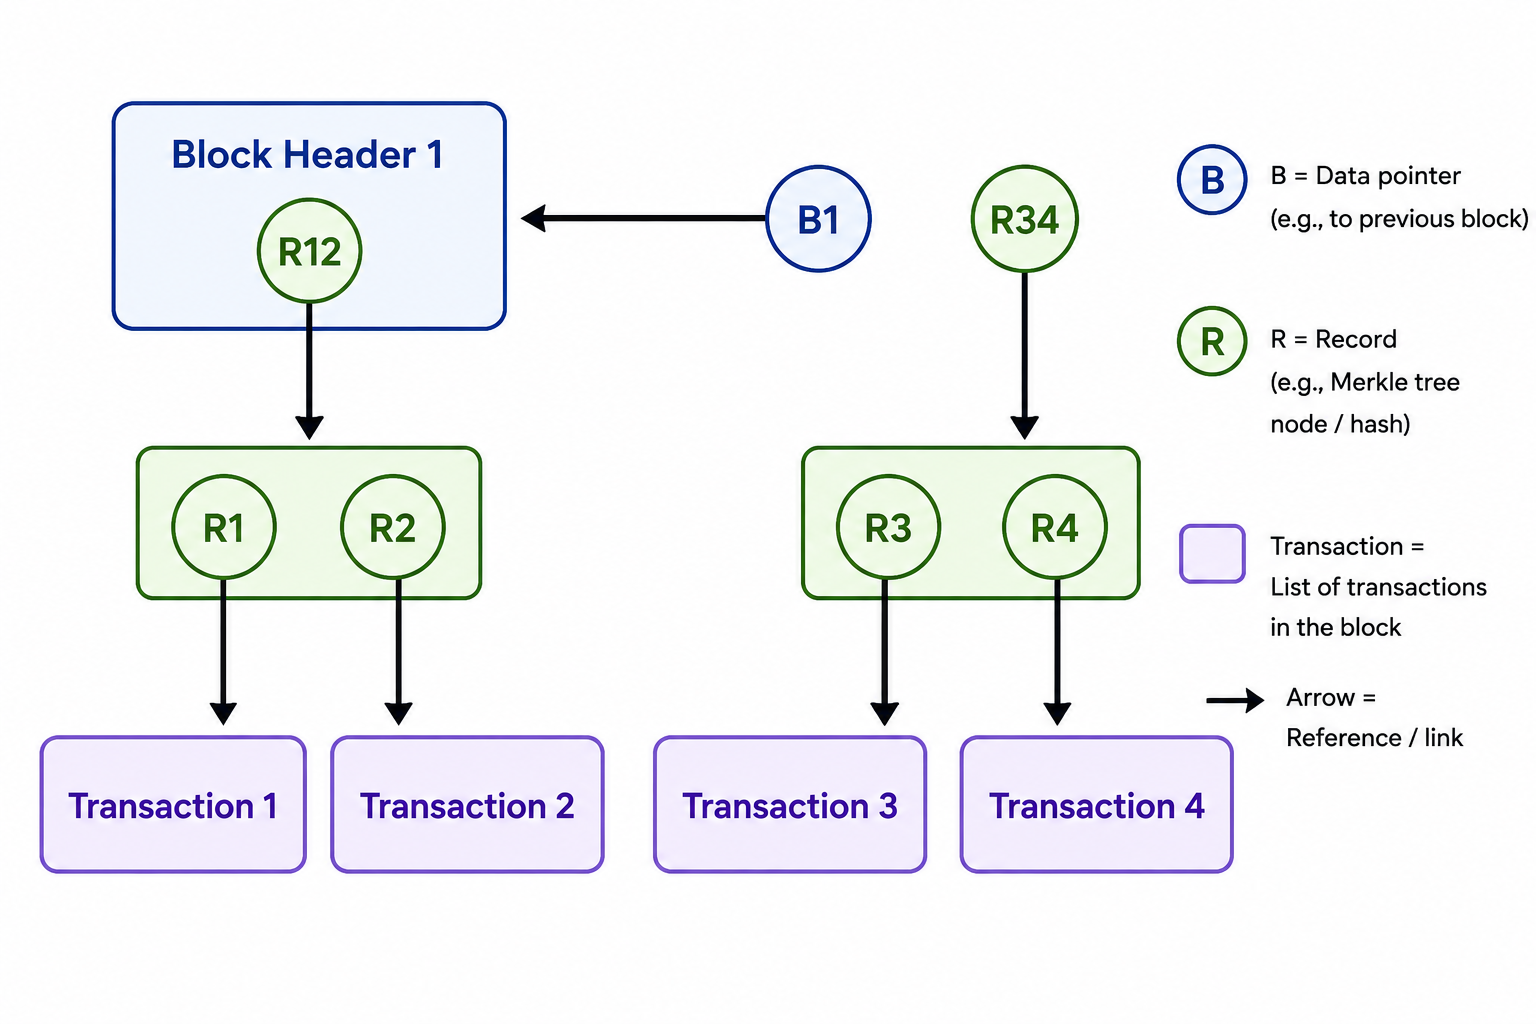 Block Header 1
R12
B1
R34
R1
R2
R3
R4
Transaction 1
Transaction 2
Transaction 3
Transaction 4
B
B = Data pointer
(e.g., to previous block)
R
R = Record
(e.g., Merkle tree
node / hash)
Transaction =
List of transactions
in the block
Arrow =
Reference / link